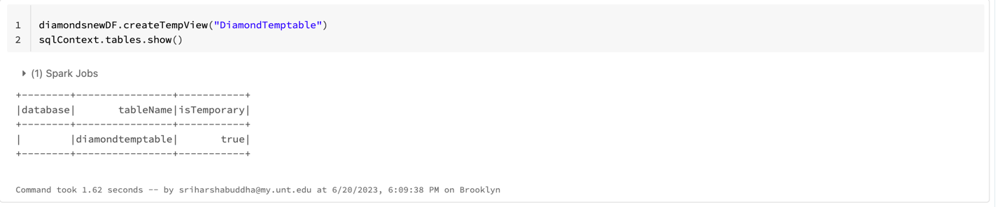 1 diamondsnewDF.createTempView("DiamondTemptable")
2 sqlContext.tables.show()
(1) Spark Jobs
+--------+---------------+-----------+
|database|      tableName|isTemporary|
+--------+---------------+-----------+
|        |diamondtemptable|       true|
+--------+---------------+-----------+
Command took 1.62 seconds -- by sriharshabuddha@my.unt.edu at 6/20/2023, 6:09:38 PM on Brooklyn